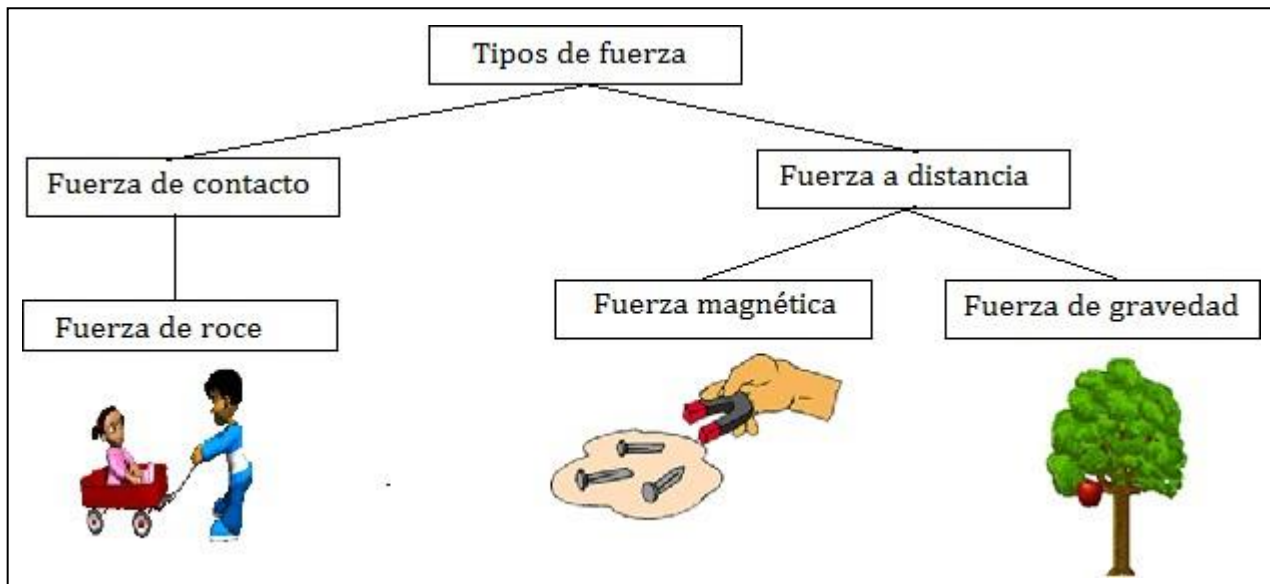 Tipos de fuerza
Fuerza de contacto
Fuerza a distancia
Fuerza de roce
Fuerza magnética
Fuerza de gravedad